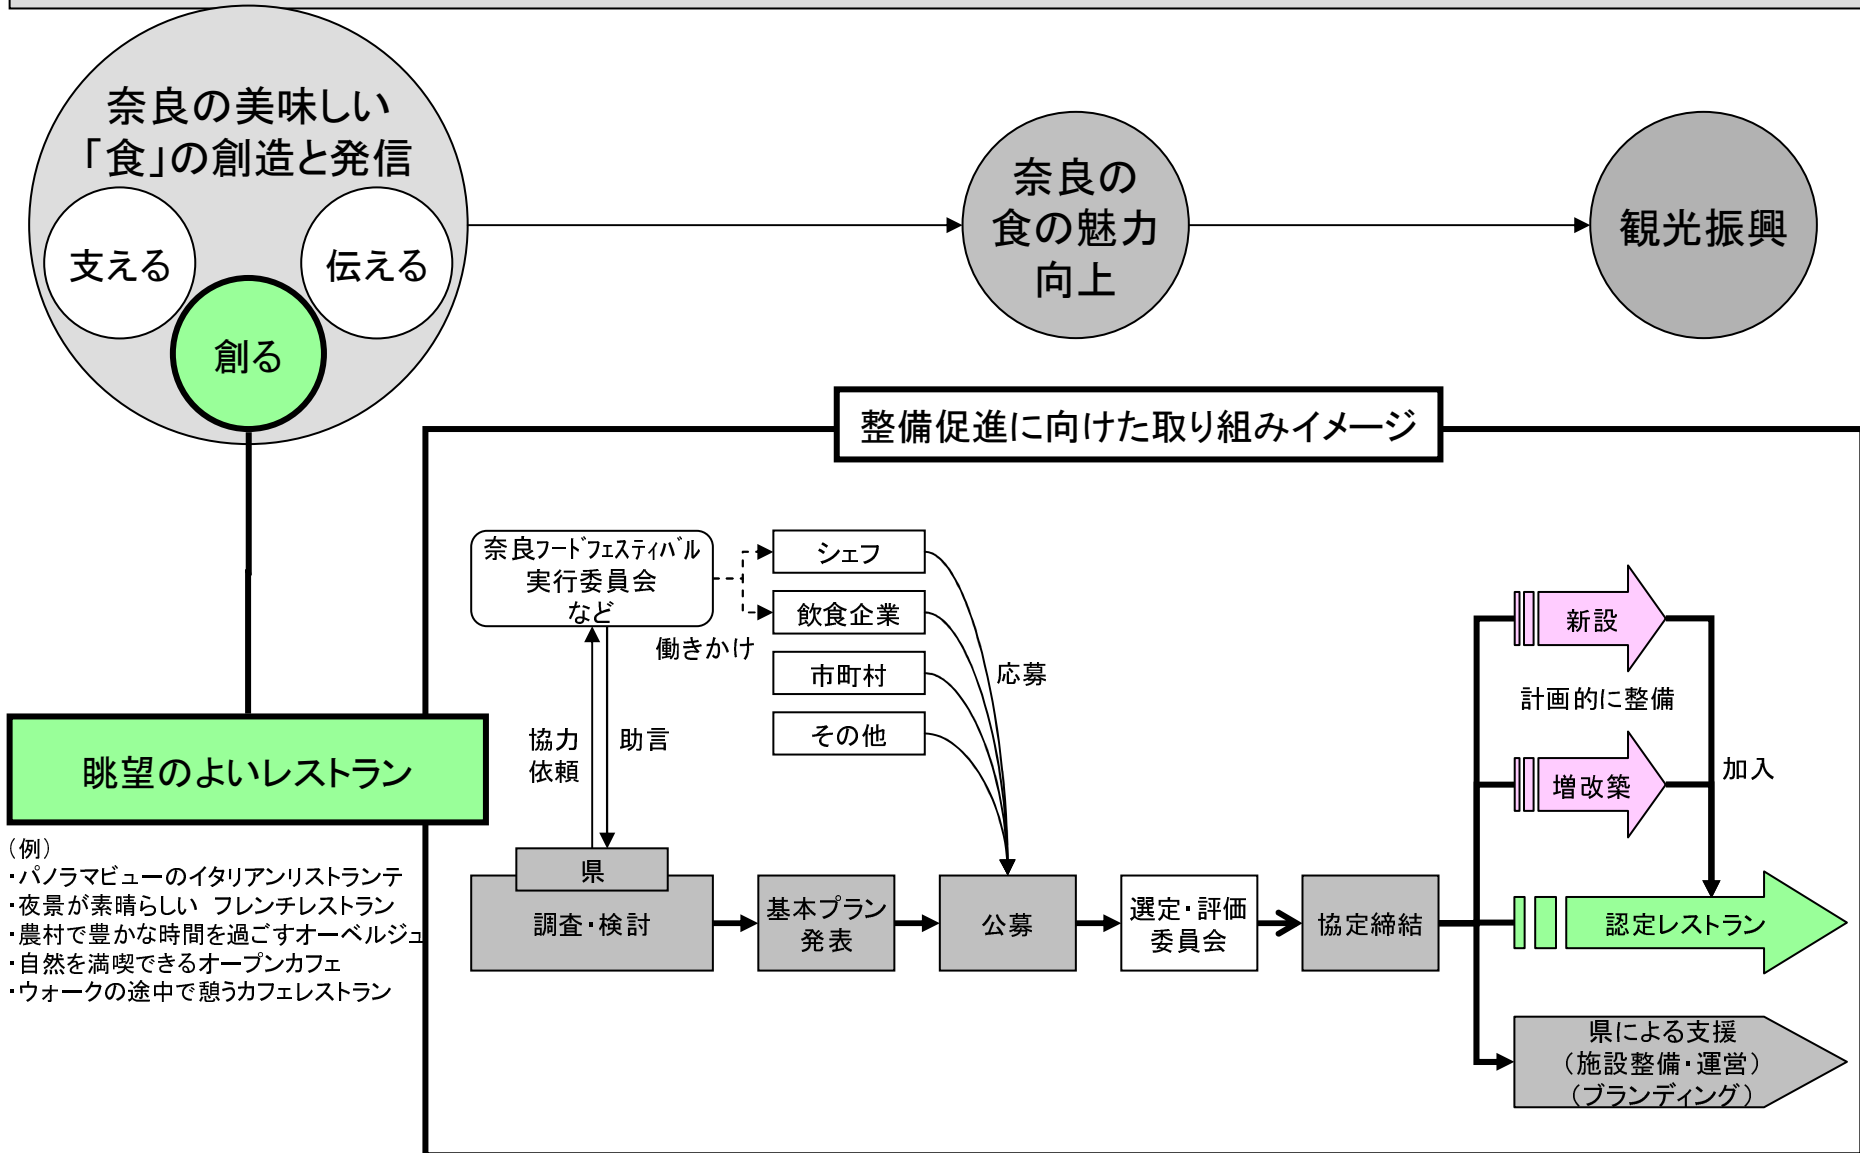 奈良の美味しい
「食」の創造と発信
支える
伝える
創る
奈良の
食の魅力
向上
観光振興
整備促進に向けた取り組みイメージ
奈良ﾌｰﾄﾞﾌｪｽﾃｨﾊﾞﾙ
実行委員会
など
働きかけ
シェフ
飲食企業
市町村
その他
応募
協力
依頼
助言
眺望のよいレストラン
（例）
・パノラマビューのイタリアンリストランテ
・夜景が素晴らしい　フレンチレストラン
・農村で豊かな時間を過ごすオーベルジュ
・自然を満喫できるオープンカフェ
・ウォークの途中で憩うカフェレストラン
県
調査・検討
基本プラン
発表
公募
選定・評価
委員会
協定締結
新設
計画的に整備
増改築
加入
認定レストラン
県による支援
（施設整備・運営）
（ブランディング）